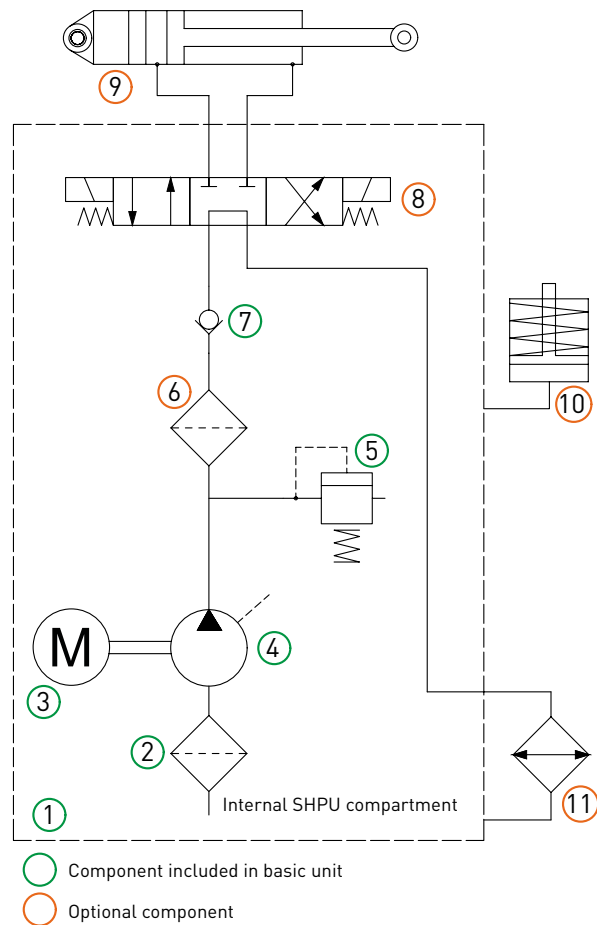 9
8
7
10
6
5
M
4
3
2
11
Internal SHPU compartment
1
Component included in basic unit
Optional component